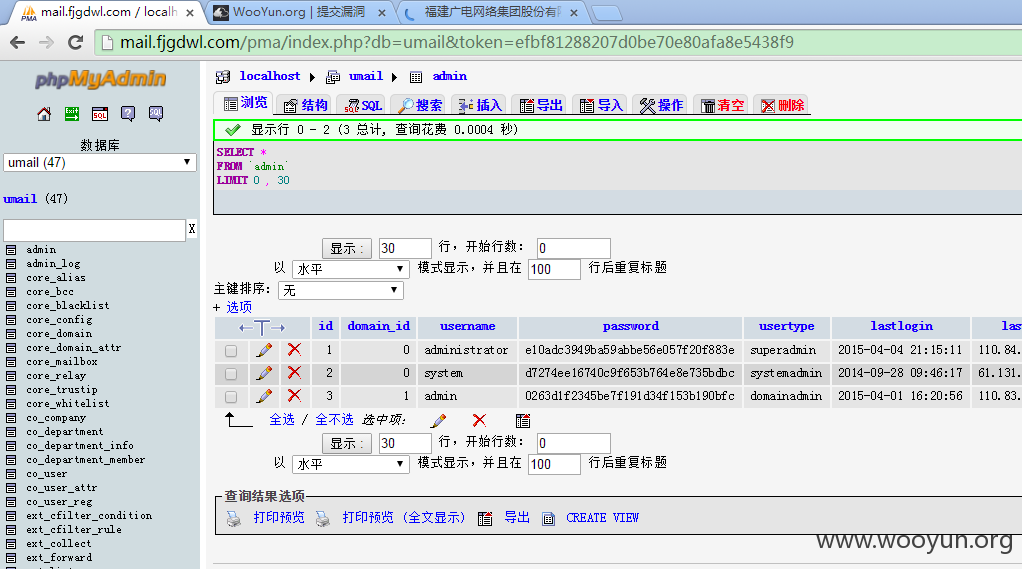 mail.fjgdwl.com / localh
WooYun.org | 提交漏洞
福建广电网络集团股份有
mail.fjgdwl.com/pma/index.php?db=umail&token=efbf81288207d0be70e80afa8e5438f9
phpMyAdmin
数据库
umail (47)
umail (47)
X
admin
admin_log
core_alias
core_bcc
core_blacklist
core_config
core_domain
core_domain_attr
core_mailbox
core_relay
core_trustip
core_whitelist
co_company
co_department
co_department_info
co_department_member
co_user
co_user_attr
co_user_reg
ext_cfilter_condition
ext_cfilter_rule
ext_collect
ext_forward
localhost umail admin
浏览 结构 SQL 搜索 插入 导出 导入 操作 清空 删除
显示行 0 - 2 (3 总计, 查询花费 0.0004 秒)
SELECT *
FROM `admin`
LIMIT 0 , 30
显示 : 30 行，开始行数: 0
以 水平 模式显示，并且在 100 行后重复标题
主键排序: 无
+ 选项
←T→ id domain_id username password usertype lastlogin las
1 0 administrator e10adc3949ba59abbe56e057f20f883e superadmin 2015-04-04 21:15:11 110.84.
2 0 system d7274ee16740c9f653b764e8e735bdbc systemadmin 2014-09-28 09:46:17 61.131.
3 1 admin 0263d1f2345be7f191d34f153b190bfc domainadmin 2015-04-01 16:20:56 110.83.
全选 / 全不选 选中项:
显示 : 30 行，开始行数: 0
以 水平 模式显示，并且在 100 行后重复标题
查询结果选项
打印预览 打印预览 (全文显示) 导出 CREATE VIEW
www.wooyun.org